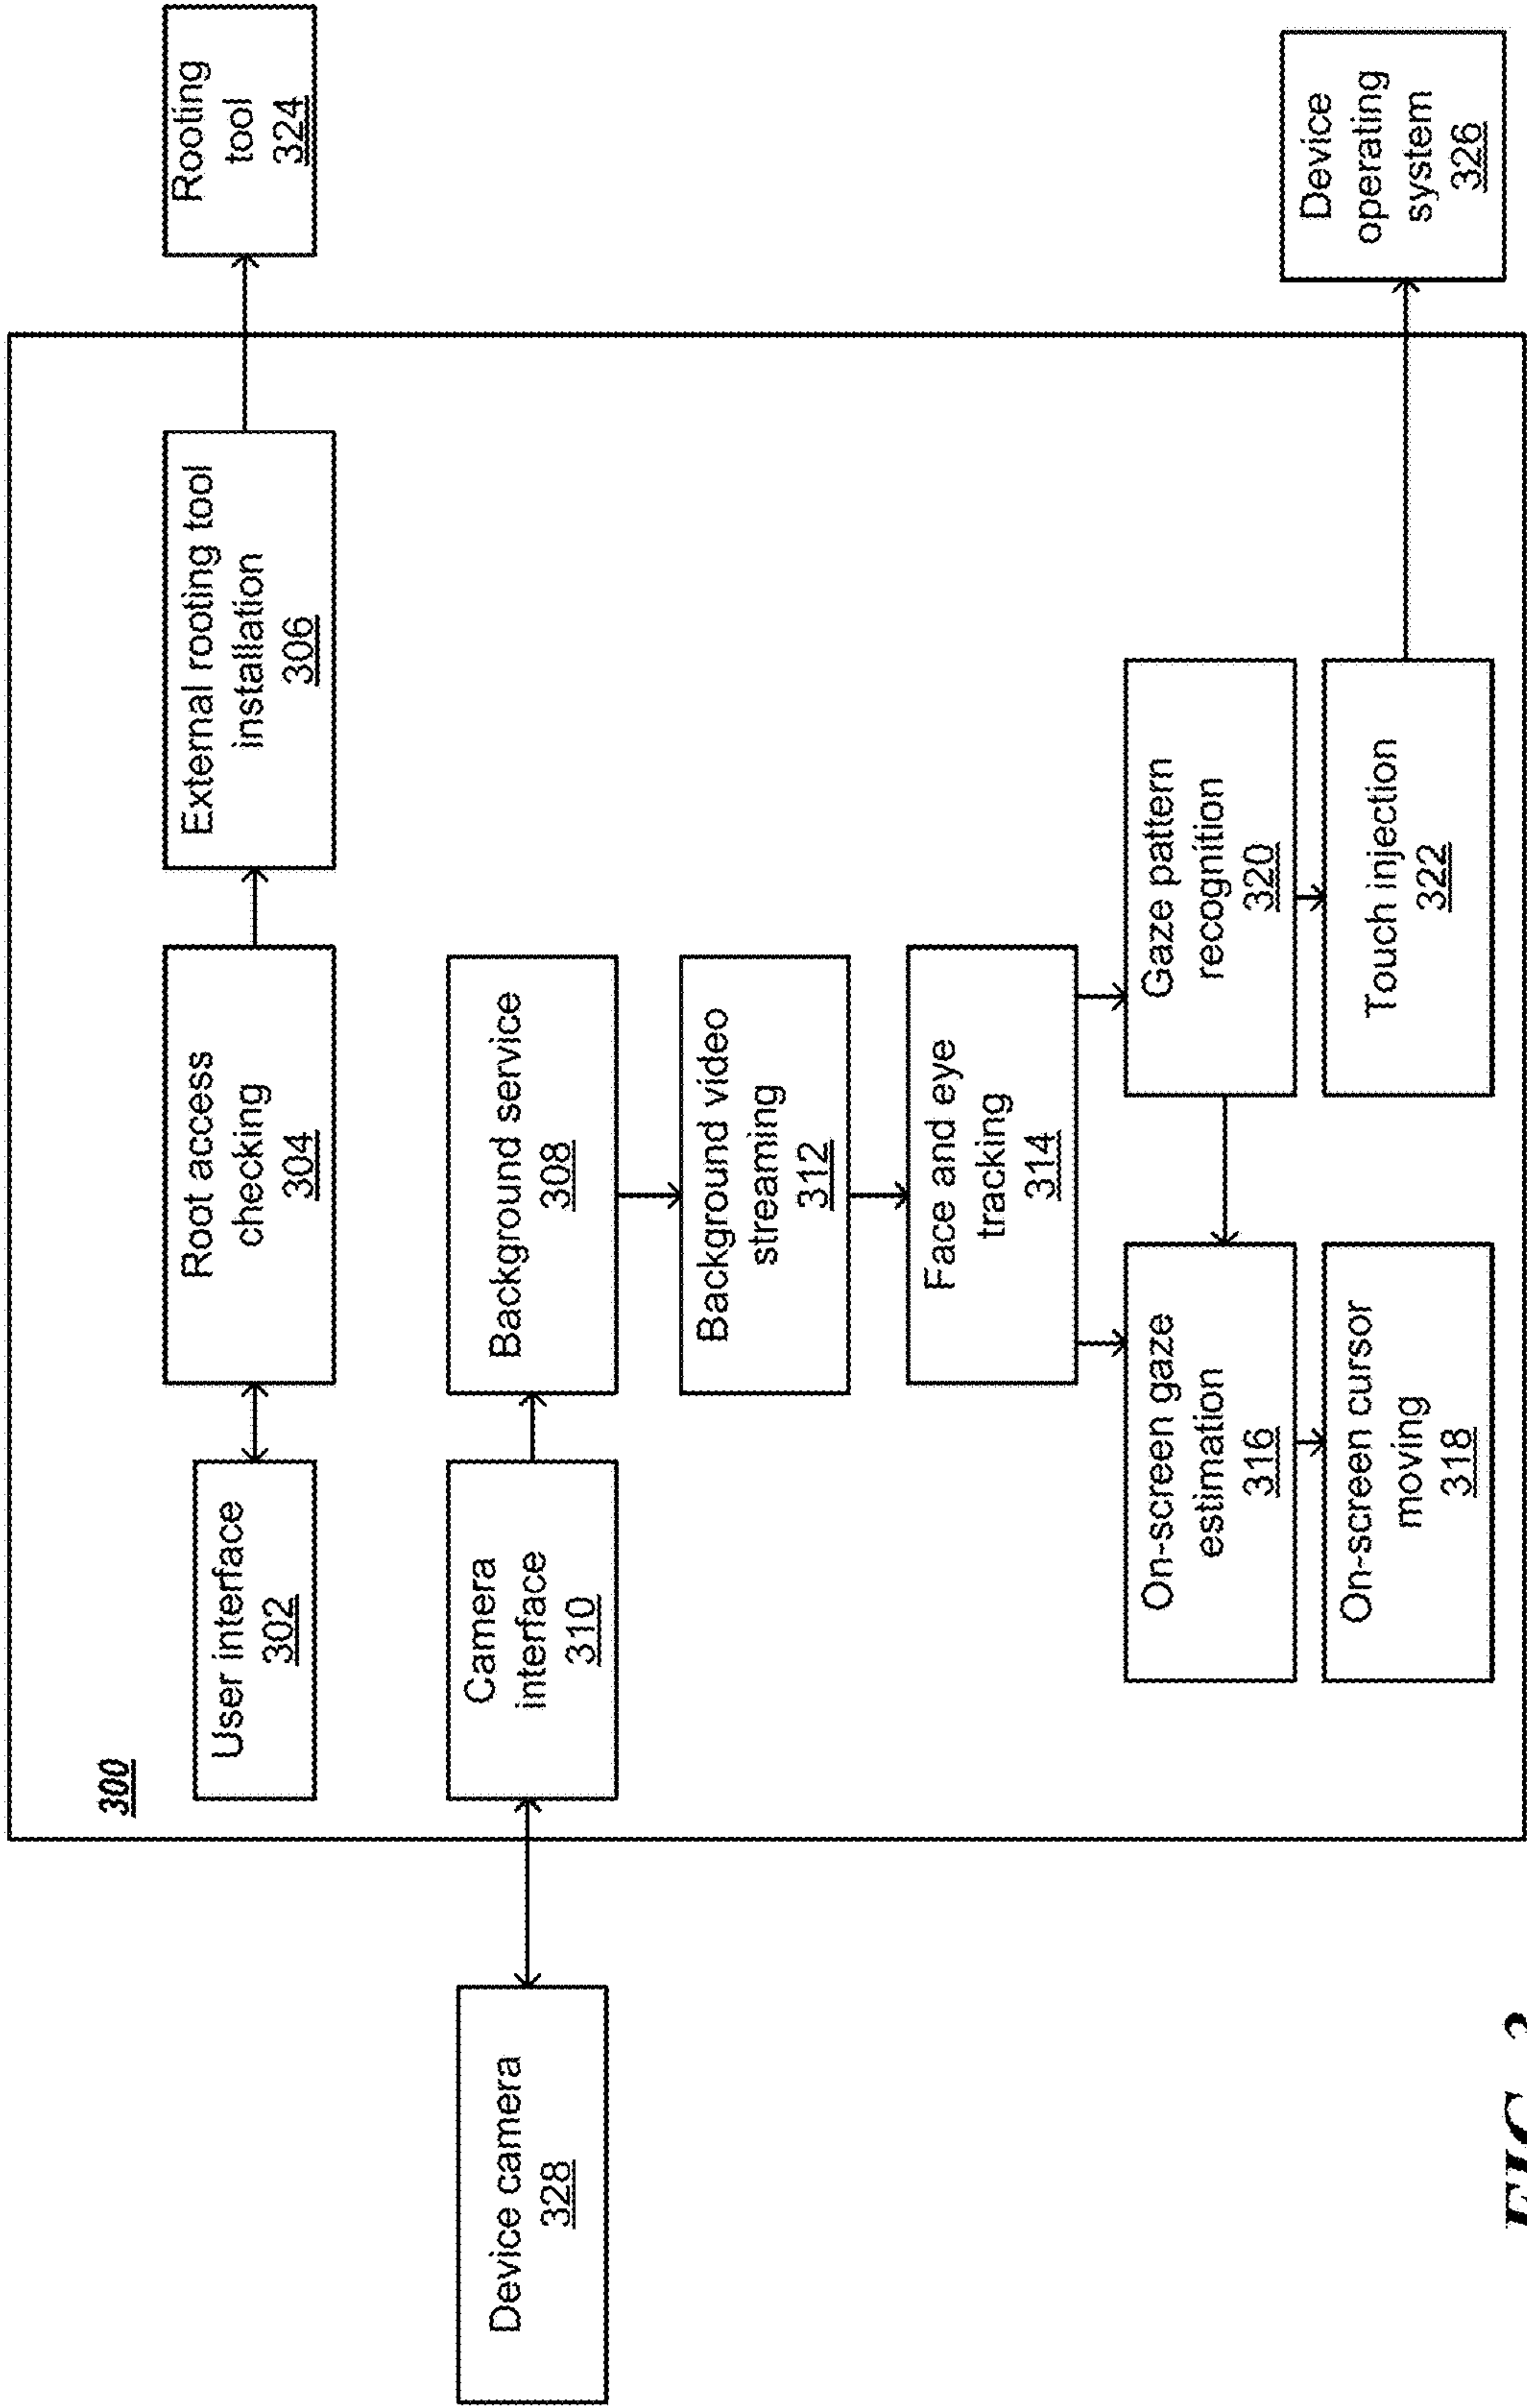 300
User interface
302
Root access
checking
304
External rooting tool
installation
306
Rooting
tool
324
Device camera
328
Camera
interface
310
Background service
308
Background video
streaming
312
Face and eye
tracking
314
On-screen gaze
estimation
316
Gaze pattern
recognition
320
On-screen cursor
moving
318
Touch injection
322
Device
operating
system
326